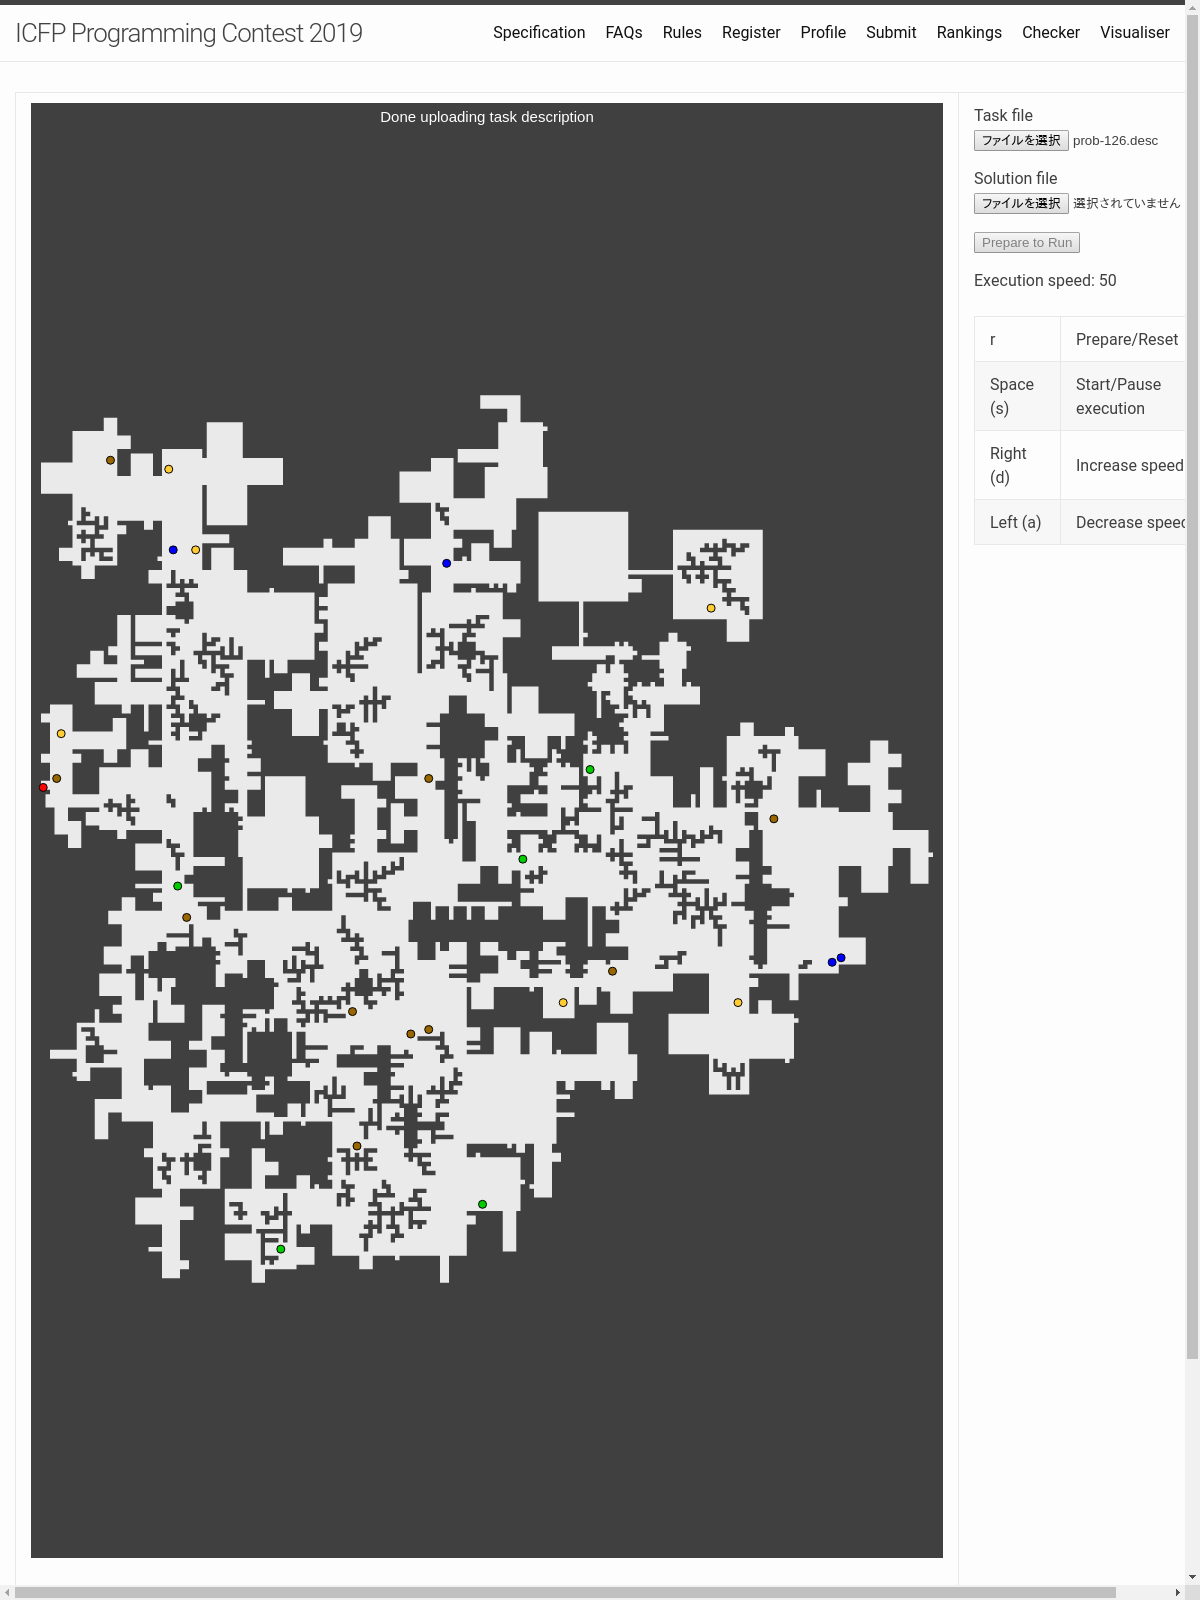 ICFP Programming Contest 2019
Specification FAQs Rules Register Profile Submit Rankings Checker Visualiser
Done uploading task description
Task file
ファイルを選択 prob-126.desc
Solution file
ファイルを選択 選択されていません
Prepare to Run
Execution speed: 50
r Prepare/Reset
Space (s) Start/Pause execution
Right (d) Increase speed
Left (a) Decrease speed